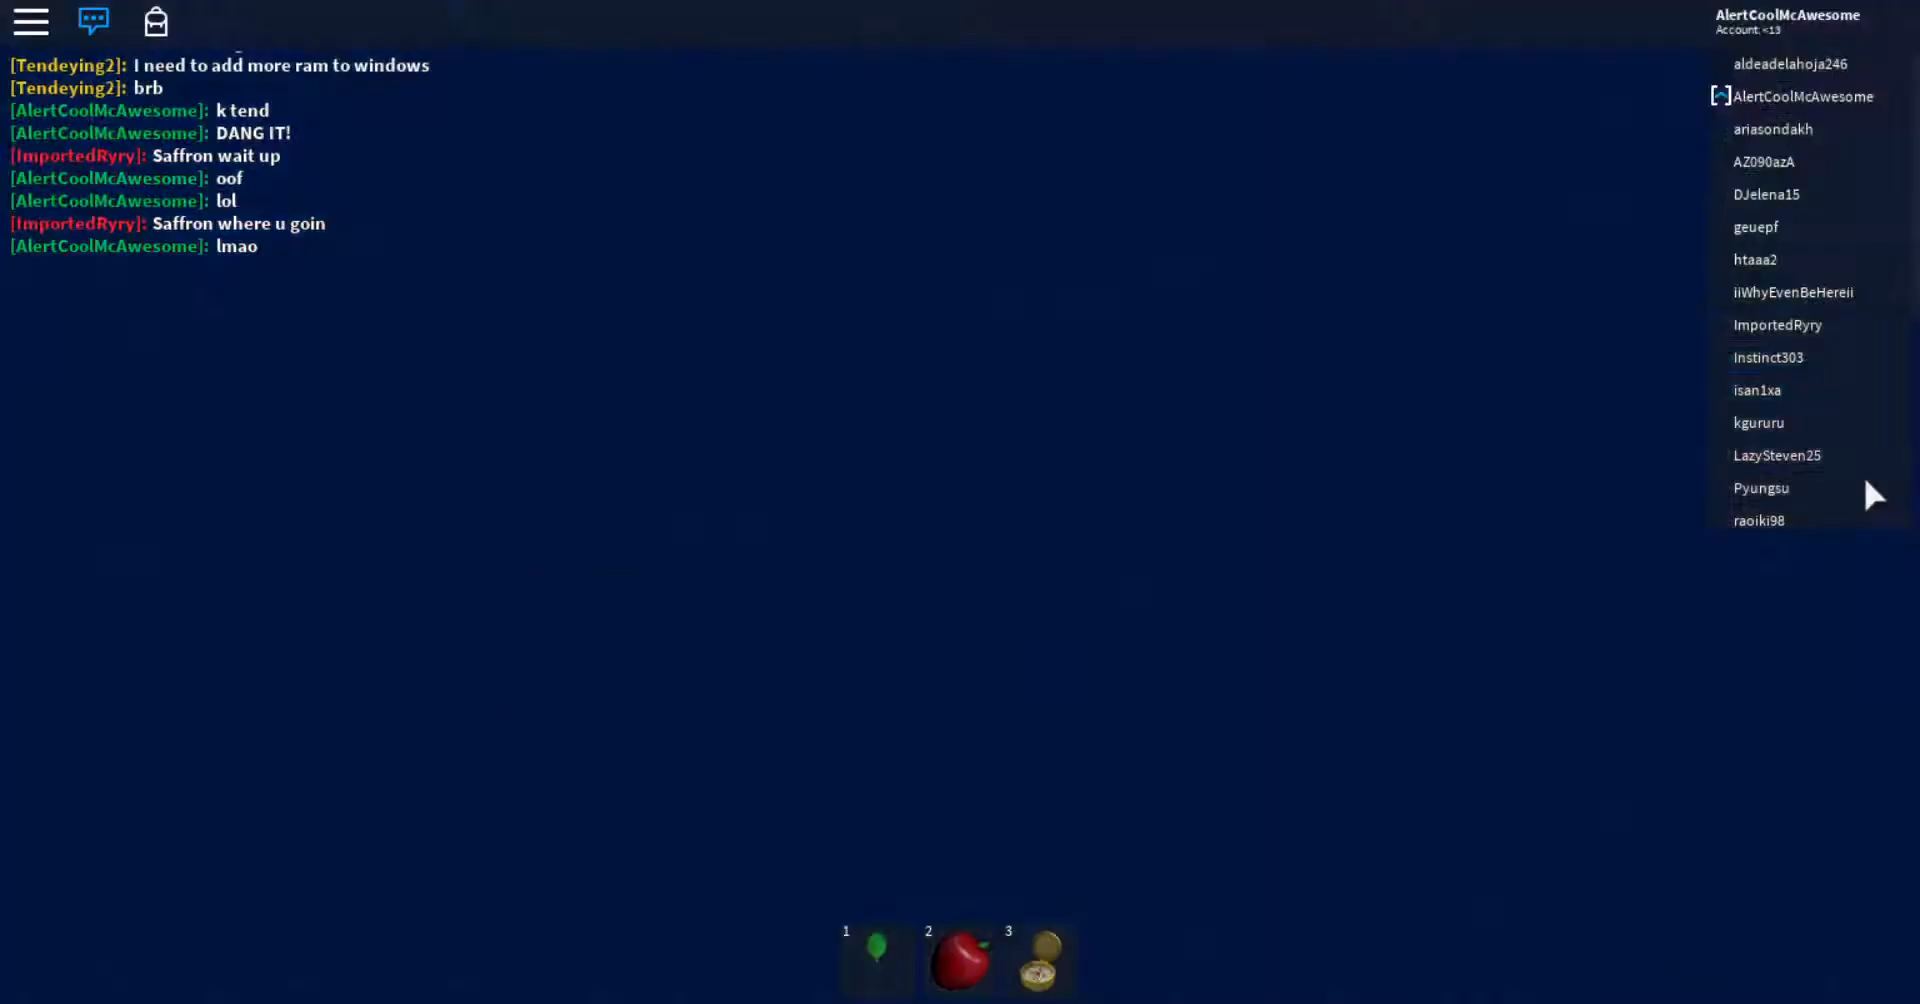 AlertCoolMcAwesome
Account: <13
[Tendeying2]: I need to add more ram to windows
[Tendeying2]: brb
[AlertCoolMcAwesome]: k tend
[AlertCoolMcAwesome]: DANG IT!
[ImportedRyry]: Saffron wait up
[AlertCoolMcAwesome]: oof
[AlertCoolMcAwesome]: lol
[ImportedRyry]: Saffron where u goin
[AlertCoolMcAwesome]: lmao
aldeadelahoja246
AlertCoolMcAwesome
ariasondakh
AZ090azA
DJelena15
geuepf
htaaa2
iiWhyEvenBeHereii
ImportedRyry
Instinct303
isan1xa
kgururu
LazySteven25
Pyungsu
raoiki98
1
2
3